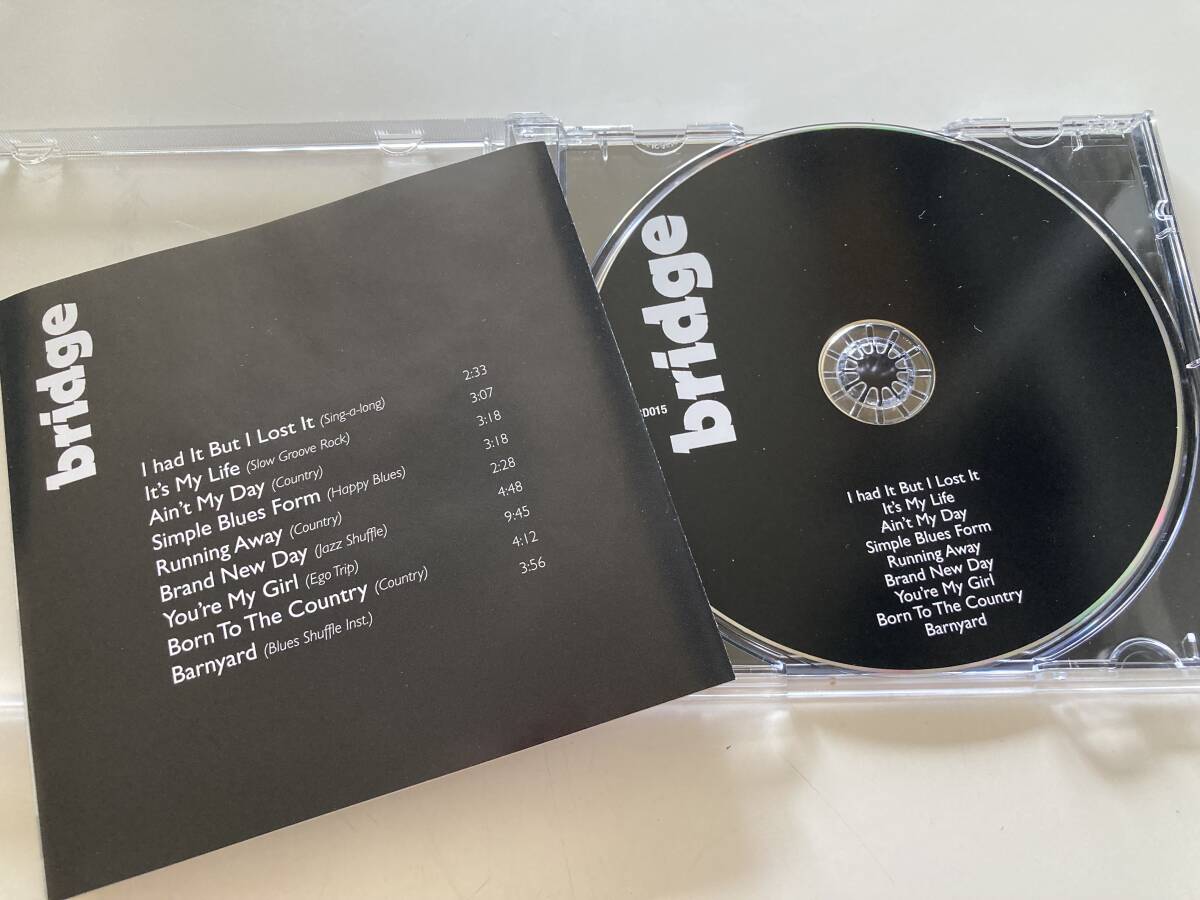 bridge
I had It But I Lost It (Sing-a-long) 2:33
It's My Life (Slow Groove Rock) 3:07
Ain't My Day (Country) 3:18
Simple Blues Form (Happy Blues) 3:18
Running Away (Country) 2:28
Brand New Day (Jazz Shuffle) 4:48
You're My Girl (Ego Trip) 9:45
Born To The Country (Country) 4:12
Barnyard (Blues Shuffle Inst.) 3:56
bridge
D015
I had It But I Lost It
It's My Life
Ain't My Day
Simple Blues Form
Running Away
Brand New Day
You're My Girl
Born To The Country
Barnyard